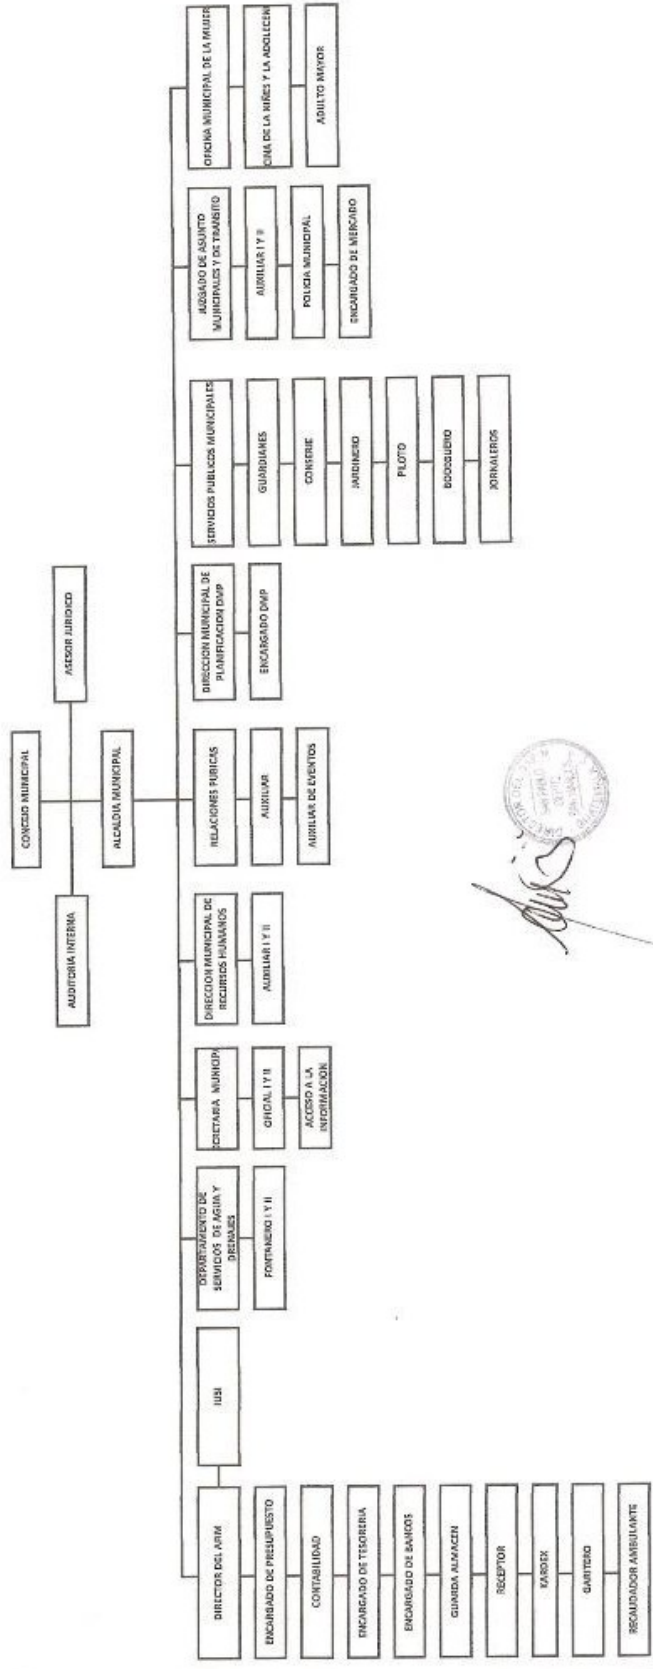 CONCEJO MUNICIPAL
AUDITORIA INTERNA
ASESOR JURIDICO
ALCALDIA MUNICIPAL
DIRECTOR DEL AFIM
ENCARGADO DE PRESUPUESTO
CONTABILIDAD
ENCARGADO DE TESORERIA
ENCARGADO DE BANCOS
GUARDA ALMACEN
RECEPTOR
KARDEX
GARITERO
RECAUDADOR AMBULANTE
IUSI
DEPARTAMENTO DE
SERVICIOS DE AGUA Y
DRENAJES
FONTANERO I Y II
CRETARIA MUNICIP
OFICIAL I Y II
ACCESO A LA
INFORMACION
DIRECCION MUNICIPAL DE
RECURSOS HUMANOS
AUXILIAR I Y II
RELACIONES PUBICAS
AUXILIAR
AUXILIAR DE EVENTOS
DIRECCION MUNICIPAL DE
PLANIFICACION DMP
ENCARGADO DMP
SERVICIOS PUBLICOS MUNICIPALES
GUARDIANES
CONSERJE
JARDINERO
PILOTO
JORNALEROS
JUZGADO DE ASUNTO
MUNICIPALES Y DE TRANSITO
AUXILIAR I Y II
POLICIA MUNICIPAL
ENCARGADO DE MERCADO
OFICINA MUNICIPAL DE LA MUJER
CINA DE LA NIÑES Y LA ADOLECEN
ADULTO MAYOR
DIRECTOR DEL